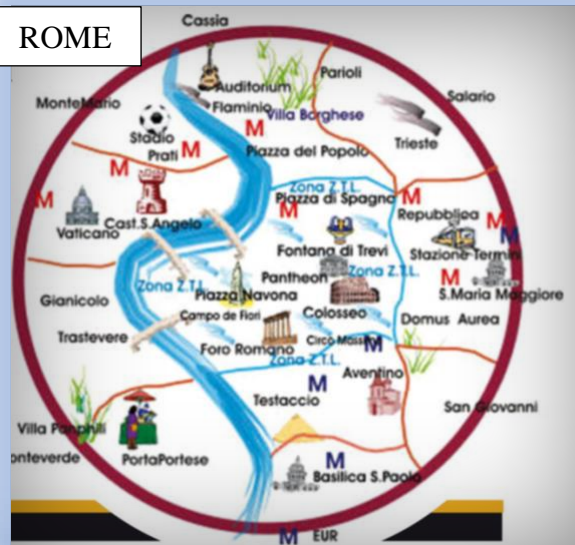 ROME
Cassia
Auditorium
Parioli
Flaminio
Salario
MonteMario
Villa Borghese
Stadio
M
Trieste
Prati M
Piazza del Popolo
M
Zona Z.T.L.
M
Piazza di Spagna M
M
Cast.S.Angelo
Repubblica
M
Vaticano
M
Fontana di Trevi
Stazione Termini
Pantheon
Zona Z.T.L.
M
Zona Z.T.L.
S.Maria Maggiore
Gianicolo
Piazza Navona
Campo de Fiori
Colosseo
Domus Aurea
Trastevere
Circo Massimo
M
Foro Romano
Zona Z.T.L.
Aventino
M
Testaccio
San Giovanni
Villa Pamphili
onteverde
PortaPortese
M
Basilica S.Paolo
M EUR